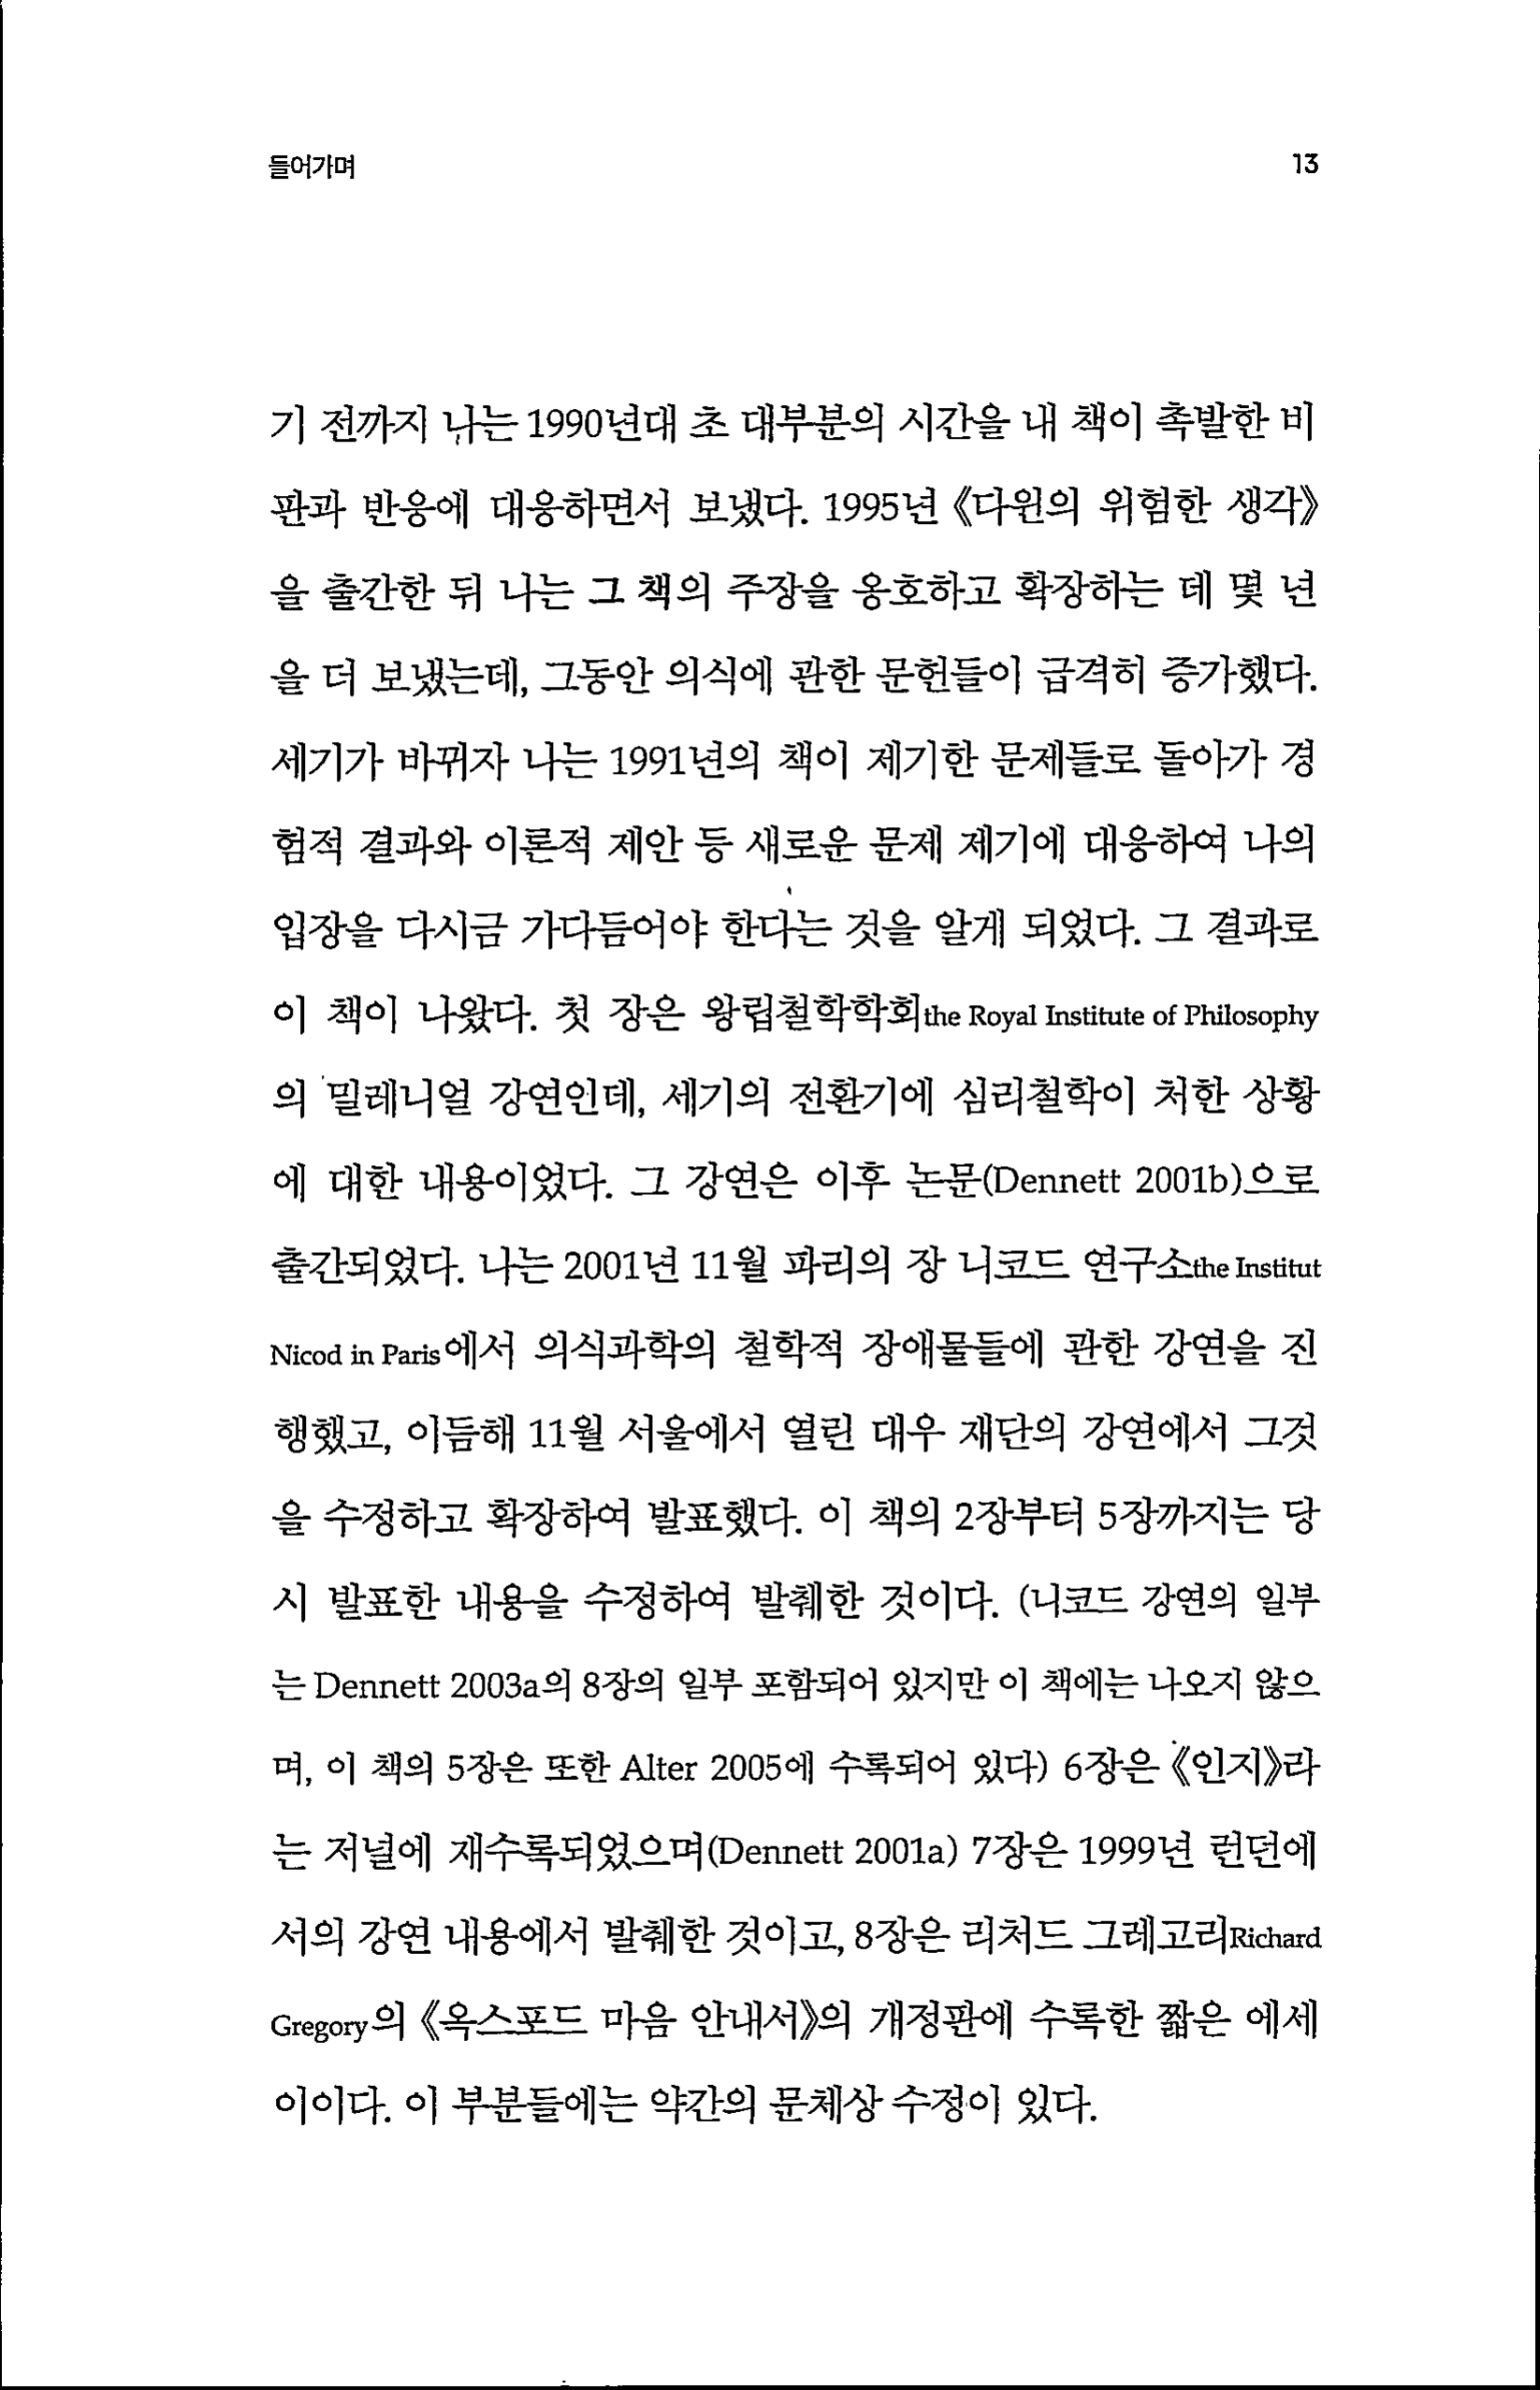 들어가며 13
기 전까지 나는 1990년대 초 대부분의 시간을 내 책이 촉발한 비
판과 반응에 대응하면서 보냈다. 1995년 《다윈의 위험한 생각》
을 출간한 뒤 나는 그 책의 주장을 옹호하고 확장하는 데 몇 년
을 더 보냈는데, 그동안 의식에 관한 문헌들이 급격히 증가했다.
세기가 바뀌자 나는 1991년의 책이 제기한 문제들로 돌아가 경
험적 결과와 이론적 제안 등 새로운 문제 제기에 대응하여 나의
입장을 다시금 가다듬어야 한다는 것을 알게 되었다. 그 결과로
이 책이 나왔다. 첫 장은 왕립철학학회the Royal Institute of Philosophy
의 밀레니얼 강연인데, 세기의 전환기에 심리철학이 처한 상황
에 대한 내용이었다. 그 강연은 이후 논문(Dennett 2001b)으로
출간되었다. 나는 2001년 11월 파리의 장 니코드 연구소the Institut
Nicod in Paris에서 의식과학의 철학적 장애물들에 관한 강연을 진
행했고, 이듬해 11월 서울에서 열린 대우 재단의 강연에서 그것
을 수정하고 확장하여 발표했다. 이 책의 2장부터 5장까지는 당
시 발표한 내용을 수정하여 발췌한 것이다. (니코드 강연의 일부
는 Dennett 2003a의 8장의 일부 포함되어 있지만 이 책에는 나오지 않으
며, 이 책의 5장은 또한 Alter 2005에 수록되어 있다) 6장은 《인지》라
는 저널에 재수록되었으며(Dennett 2001a) 7장은 1999년 런던에
서의 강연 내용에서 발췌한 것이고, 8장은 리처드 그레고리Richard
Gregory의 《옥스포드 마음 안내서》의 개정판에 수록한 짧은 에세
이이다. 이 부분들에는 약간의 문체상 수정이 있다.